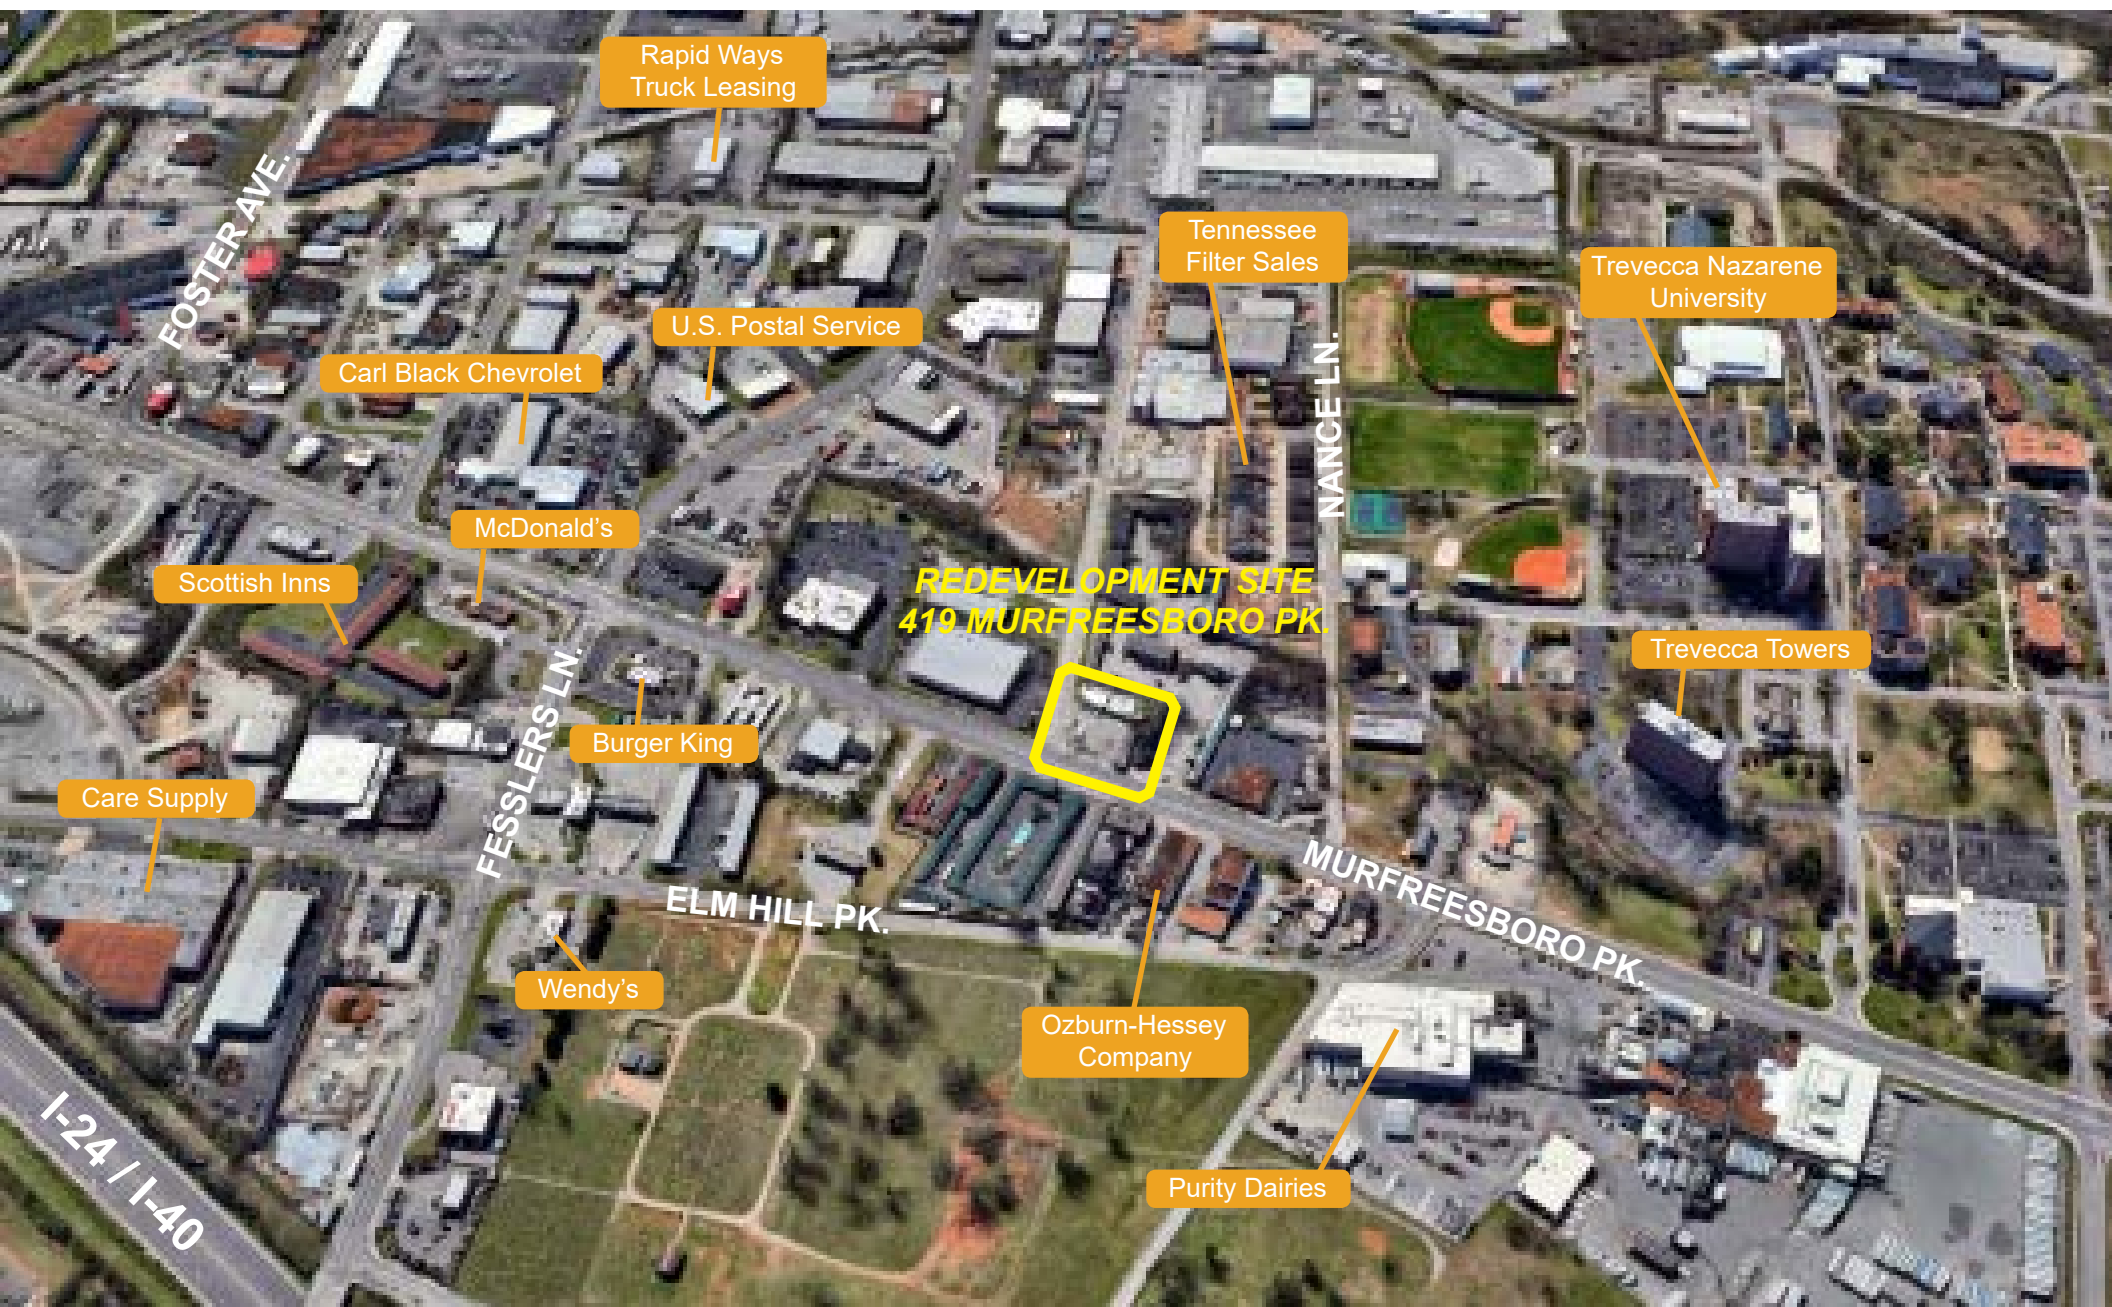 Rapid Ways
Truck Leasing
FOSTER AVE.
Tennessee
Filter Sales
Trevecca Nazarene
University
U.S. Postal Service
Carl Black Chevrolet
NANCE LN.
McDonald's
Scottish Inns
REDEVELOPMENT SITE
419 MURFREESBORO PK.
Trevecca Towers
FESSLERS LN.
Burger King
Care Supply
MURFREESBORO PK.
ELM HILL PK.
Wendy's
Ozburn-Hessey
Company
I-24 / I-40
Purity Dairies